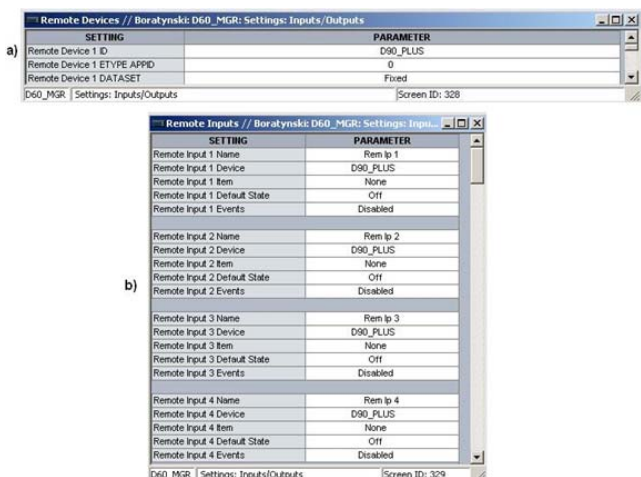 a)
Remote Devices // Boratynski: D60_MGR: Settings: Inputs/Outputs
SETTING PARAMETER
Remote Device 1 ID D90_PLUS
Remote Device 1 ETYPE APPID 0
Remote Device 1 DATASET Fixed
D60_MGR Settings: Inputs/Outputs Screen ID: 328
b)
Remote Inputs // Boratynski: D60_MGR: Settings: Inpu...
SETTING PARAMETER
Remote Input 1 Name Rem Ip 1
Remote Input 1 Device D90_PLUS
Remote Input 1 Item None
Remote Input 1 Default State Off
Remote Input 1 Events Disabled
Remote Input 2 Name Rem Ip 2
Remote Input 2 Device D90_PLUS
Remote Input 2 Item None
Remote Input 2 Default State Off
Remote Input 2 Events Disabled
Remote Input 3 Name Rem Ip 3
Remote Input 3 Device D90_PLUS
Remote Input 3 Item None
Remote Input 3 Default State Off
Remote Input 3 Events Disabled
Remote Input 4 Name Rem Ip 4
Remote Input 4 Device D90_PLUS
Remote Input 4 Item None
Remote Input 4 Default State Off
Remote Input 4 Events Disabled
D60_MGR Settings: Inputs/Outputs Screen ID: 329